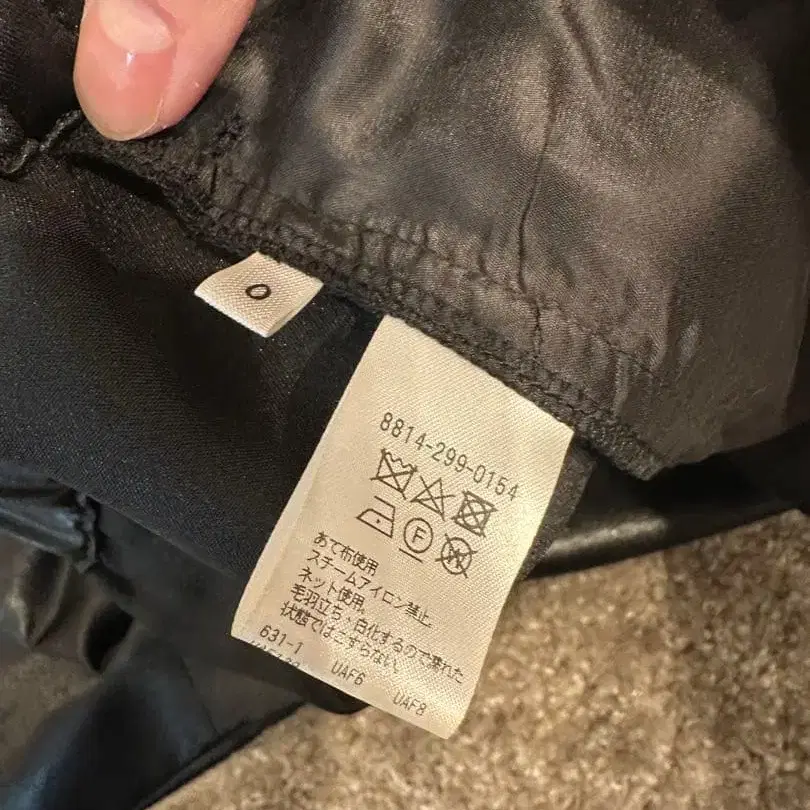 0
8814-299-0154
F W
あて布使用
スチームアイロン禁止
ネット使用。
毛羽立ち・白化するので濡れた
状態ではこすらない。
631-1
UAF6 UAF8